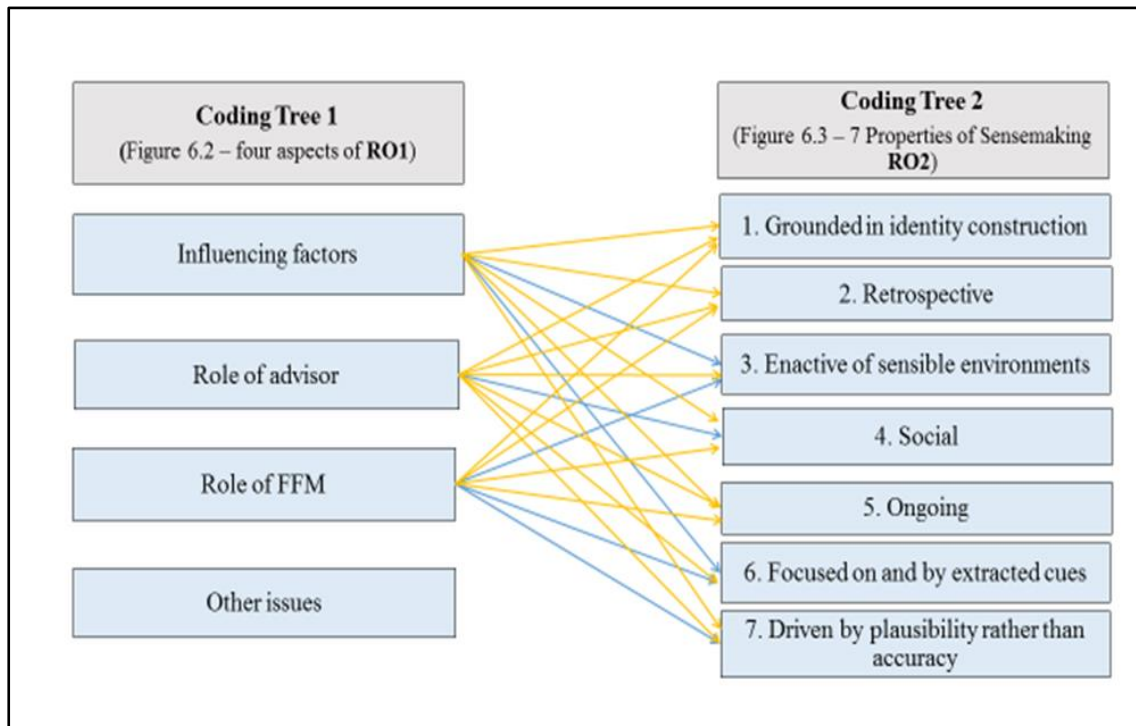 Coding Tree 1
(Figure 6.2 – four aspects of RO1)
Influencing factors
Role of advisor
Role of FFM
Other issues
Coding Tree 2
(Figure 6.3 – 7 Properties of Sensemaking
RO2)
1. Grounded in identity construction
2. Retrospective
3. Enactive of sensible environments
4. Social
5. Ongoing
6. Focused on and by extracted cues
7. Driven by plausibility rather than
accuracy